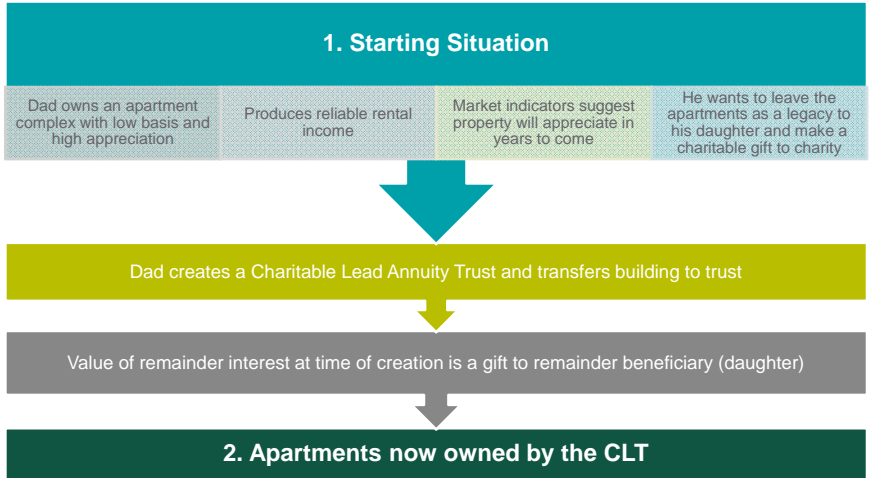 1. Starting Situation
Dad owns an apartment
complex with low basis and
high appreciation
Produces reliable rental
income
Market indicators suggest
property will appreciate in
years to come
He wants to leave the
apartments as a legacy to
his daughter and make a
charitable gift to charity
Dad creates a Charitable Lead Annuity Trust and transfers building to trust
Value of remainder interest at time of creation is a gift to remainder beneficiary (daughter)
2. Apartments now owned by the CLT